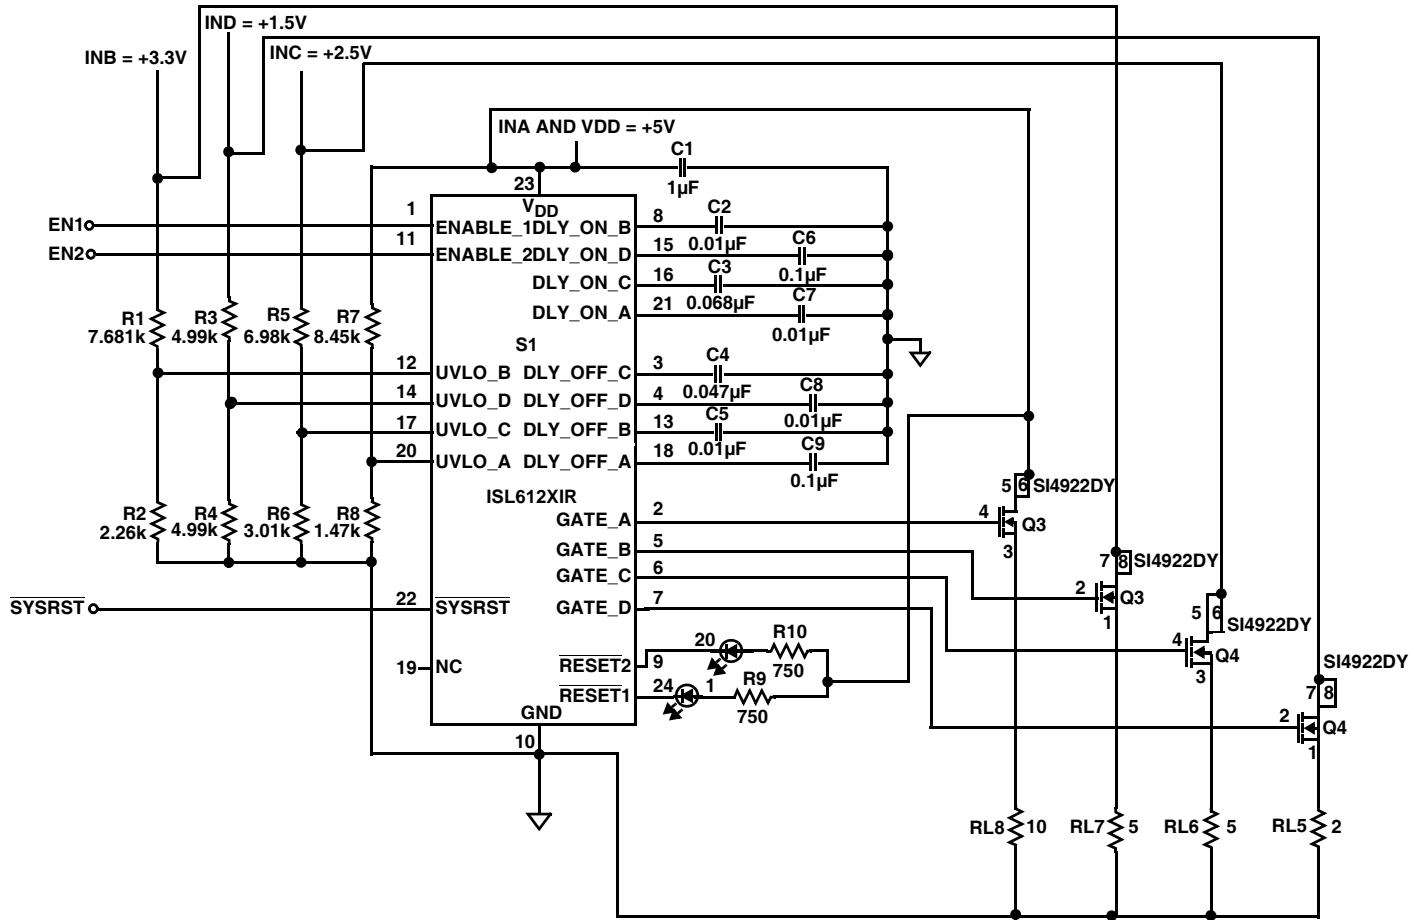 IND = +1.5V
INB = +3.3V
INC = +2.5V
INA AND VDD = +5V
C1
1µF
23
VDD
EN1
1
ENABLE_1
DLY_ON_B
8
C2
0.01µF
EN2
11
ENABLE_2
DLY_ON_D
15
C6
0.1µF
DLY_ON_C
16
C3
0.068µF
DLY_ON_A
21
C7
0.01µF
R1
7.681k
R3
4.99k
R5
6.98k
R7
8.45k
S1
12
UVLO_B
DLY_OFF_C
3
C4
0.047µF
14
UVLO_D
DLY_OFF_D
4
C8
0.01µF
17
UVLO_C
DLY_OFF_B
13
C5
0.01µF
20
UVLO_A
DLY_OFF_A
18
C9
0.1µF
ISL612XIR
R2
2.26k
R4
4.99k
R6
3.01k
R8
1.47k
GATE_A
2
GATE_B
5
GATE_C
6
GATE_D
7
5
6
SI4922DY
4
Q3
3
7
8
SI4922DY
2
Q3
1
5
6
SI4922DY
4
Q4
3
SI4922DY
7
8
2
Q4
1
SYSRST
22
SYSRST
19
NC
RESET2
9
20
R10
750
RESET1
24
1
R9
750
GND
10
RL8
10
RL7
5
RL6
5
RL5
2